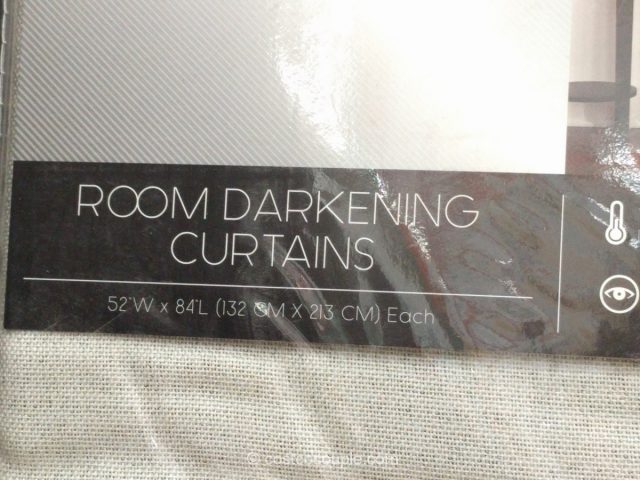 ROOM DARKENING
CURTAINS
52"W x 84"L (132 CM X 213 CM) Each